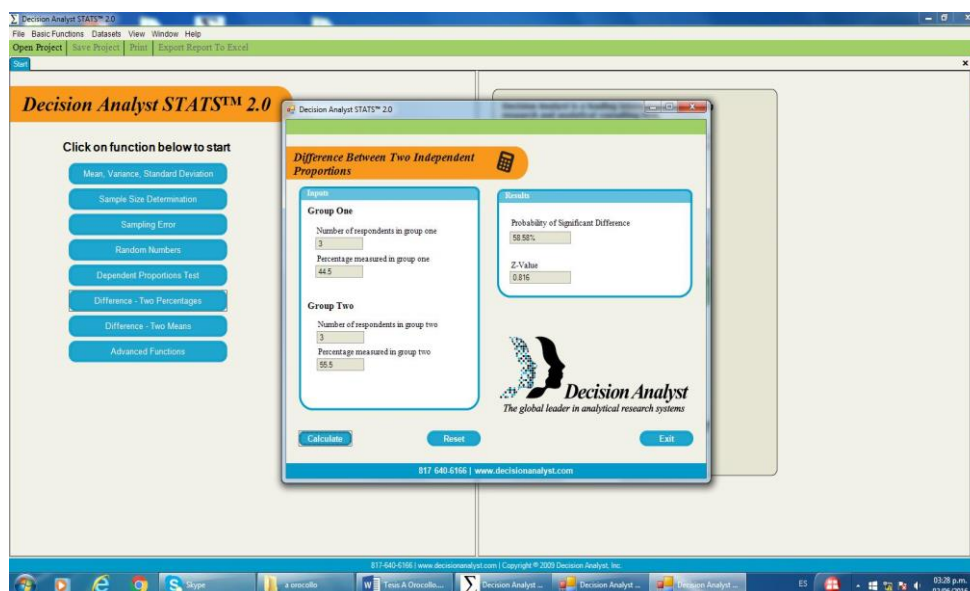 Decision Analyst STATS™ 2.0
File Basic Functions Datasets View Window Help
Open Project Save Project Print Export Report To Excel
Start
Decision Analyst STATS™ 2.0
Click on function below to start
Mean, Variance, Standard Deviation
Sample Size Determination
Sampling Error
Random Numbers
Dependent Proportions Test
Difference - Two Percentages
Difference - Two Means
Advanced Functions
Decision Analyst STATS™ 2.0
Difference Between Two Independent
Proportions
Inputs
Group One
Number of respondents in group one
3
Percentage measured in group one
44.5
Group Two
Number of respondents in group two
3
Percentage measured in group two
55.5
Results
Probability of Significant Difference
58.58%
Z-Value
0.816
Decision Analyst
The global leader in analytical research systems
Calculate Reset Exit
817 640-6166 | www.decisionanalyst.com
817-640-6166 | www.decisionanalyst.com | Copyright © 2009 Decision Analyst, Inc.
Skype
a orocollo
Tesis A Orocollo...
Decision Analyst ...
Decision Analyst ...
Decision Analyst ...
ES
03:28 p.m.